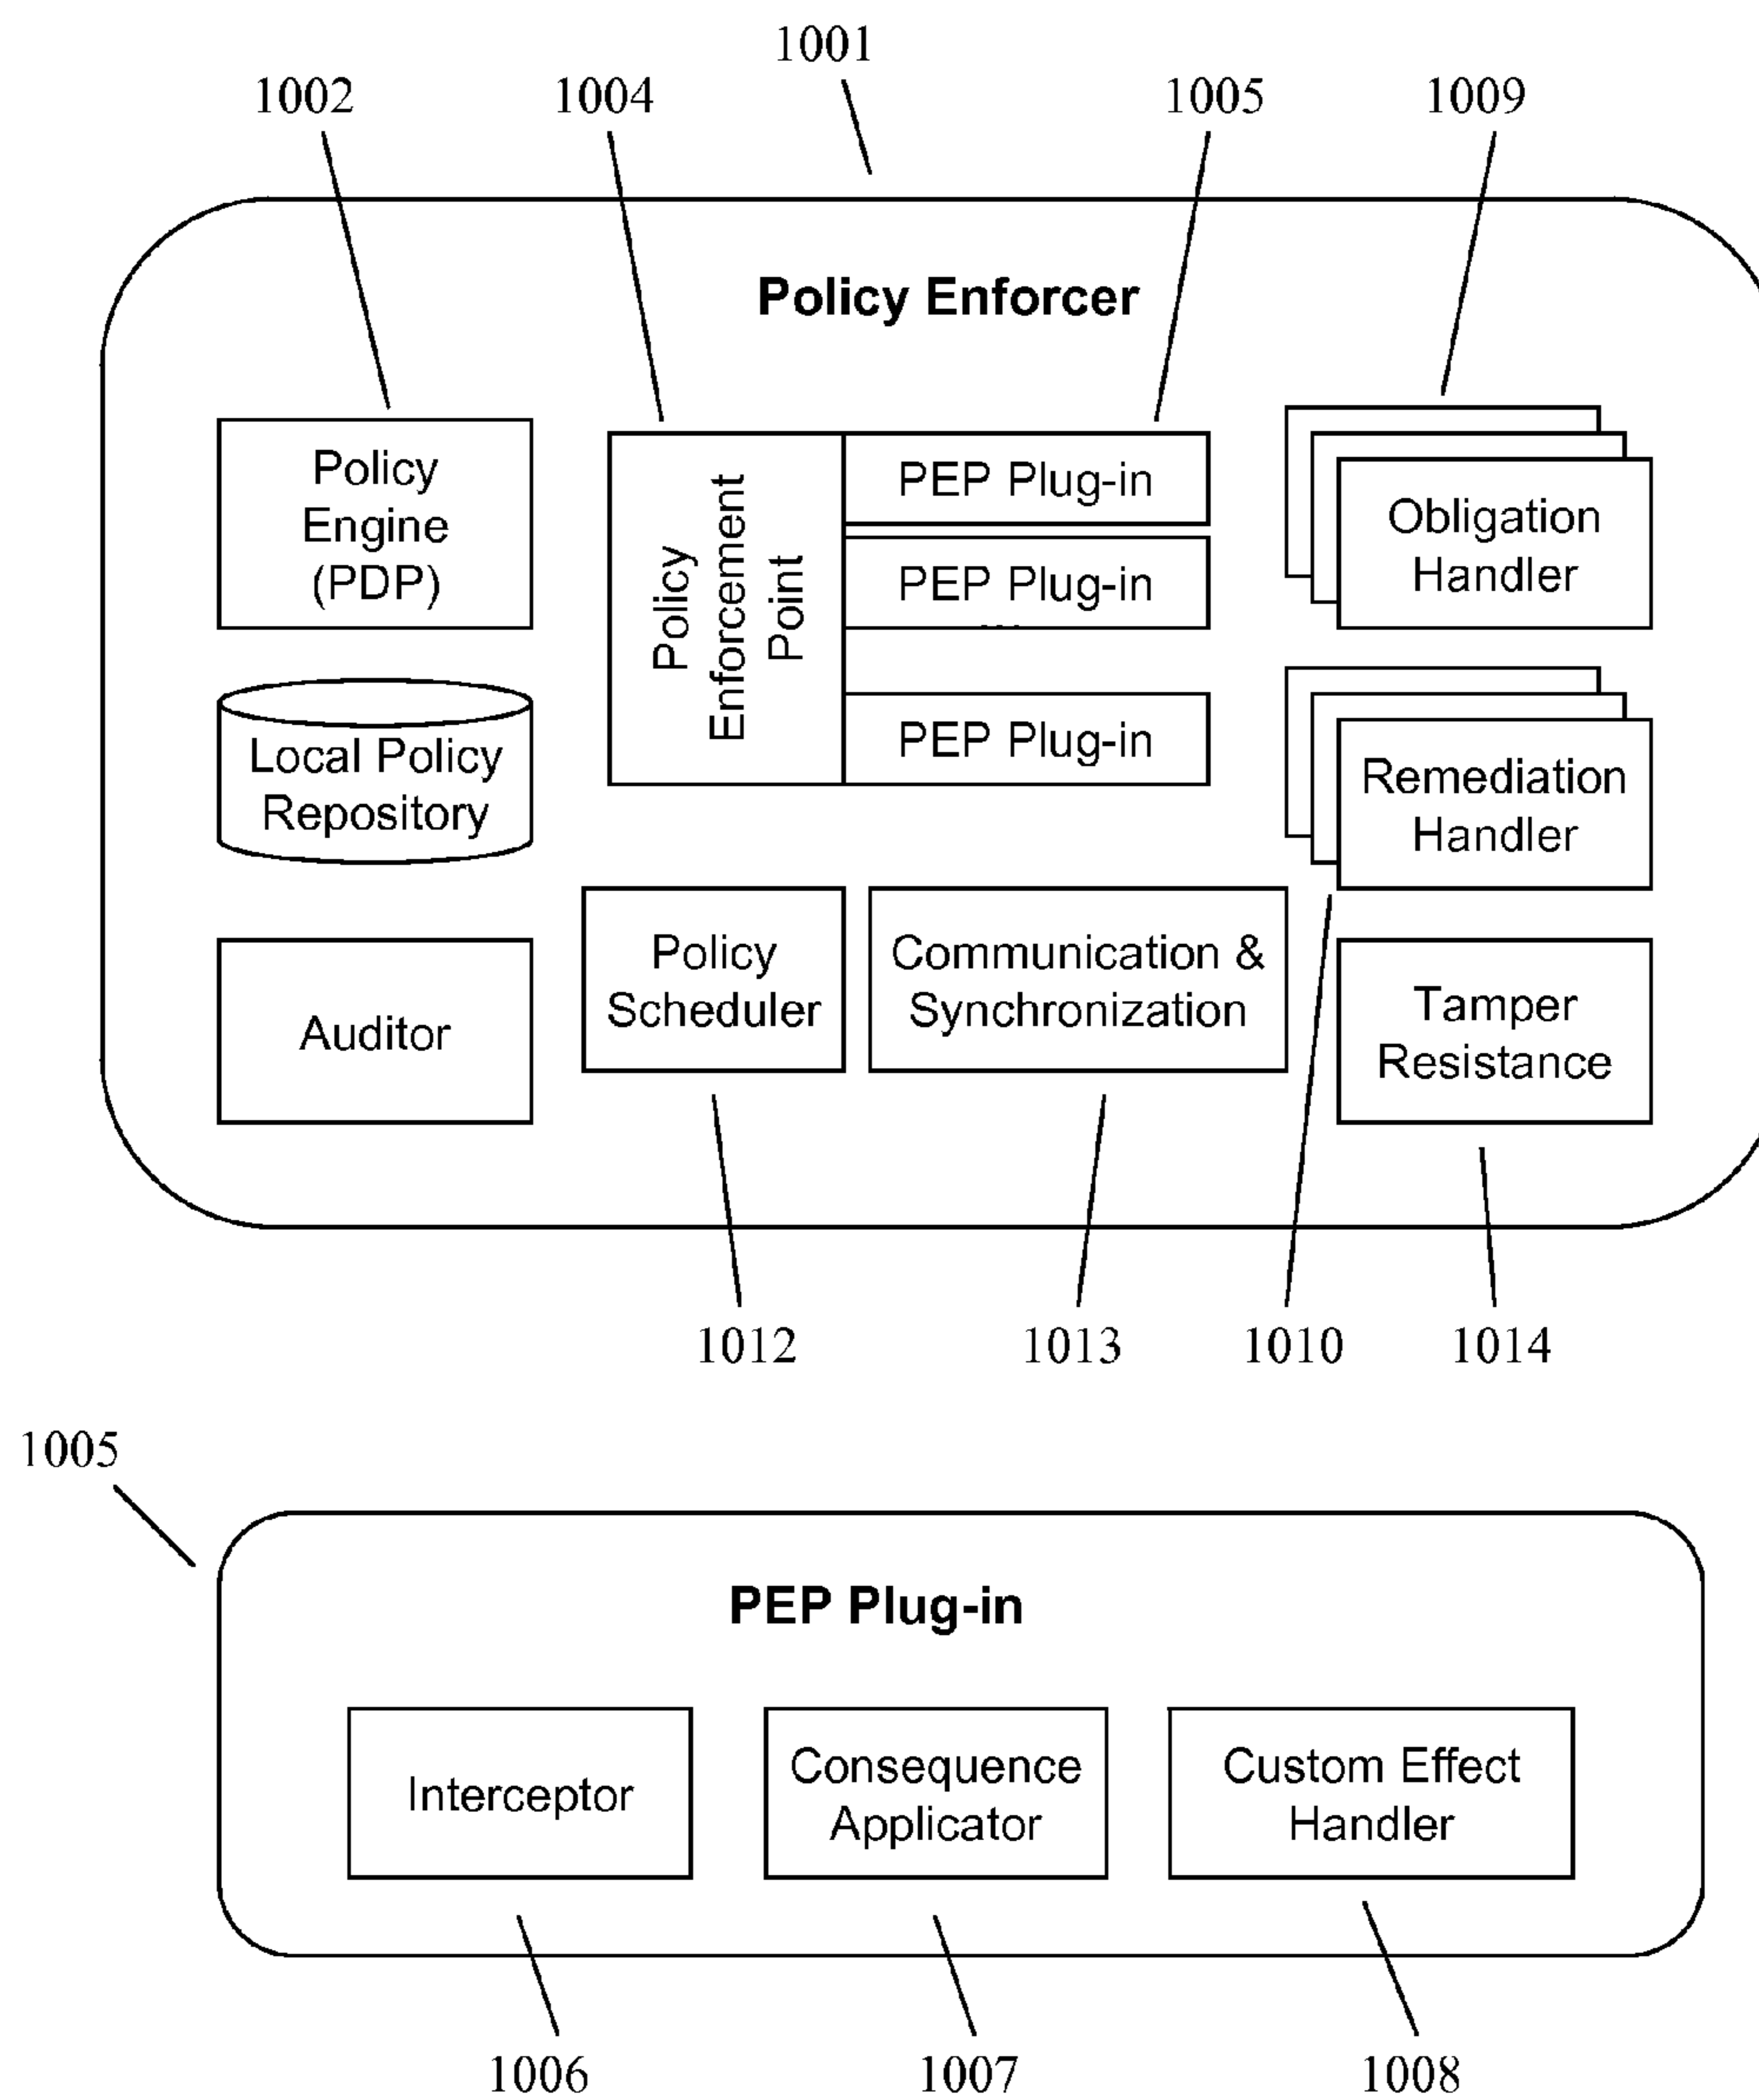 1001
1002
1004
1005
1009
Policy Enforcer
Policy
Engine
(PDP)
Policy
Enforcement
Point
PEP Plug-in
PEP Plug-in
...
PEP Plug-in
Obligation
Handler
Local Policy
Repository
Remediation
Handler
Auditor
Policy
Scheduler
Communication &
Synchronization
Tamper
Resistance
1012
1013
1010
1014
1005
PEP Plug-in
Interceptor
Consequence
Applicator
Custom Effect
Handler
1006
1007
1008